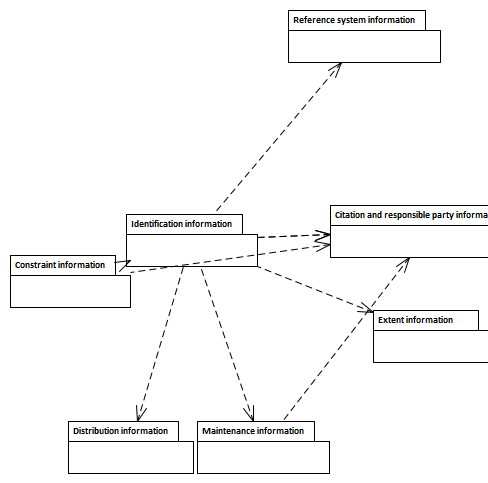 Reference system information
Identification information
Citation and responsible party informa
Constraint information
Extent information
Distribution information
Maintenance information